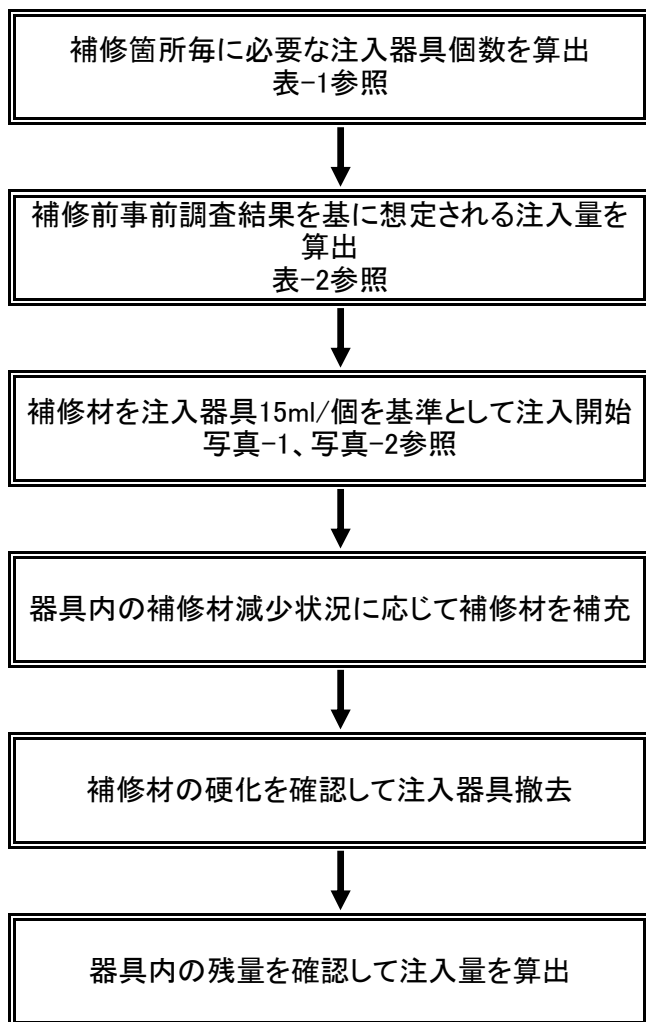 補修箇所毎に必要な注入器具個数を算出
表-1参照
補修前事前調査結果を基に想定される注入量を
算出
表-2参照
補修材を注入器具15ml/個を基準として注入開始
写真-1、写真-2参照
器具内の補修材減少状況に応じて補修材を補充
補修材の硬化を確認して注入器具撤去
器具内の残量を確認して注入量を算出